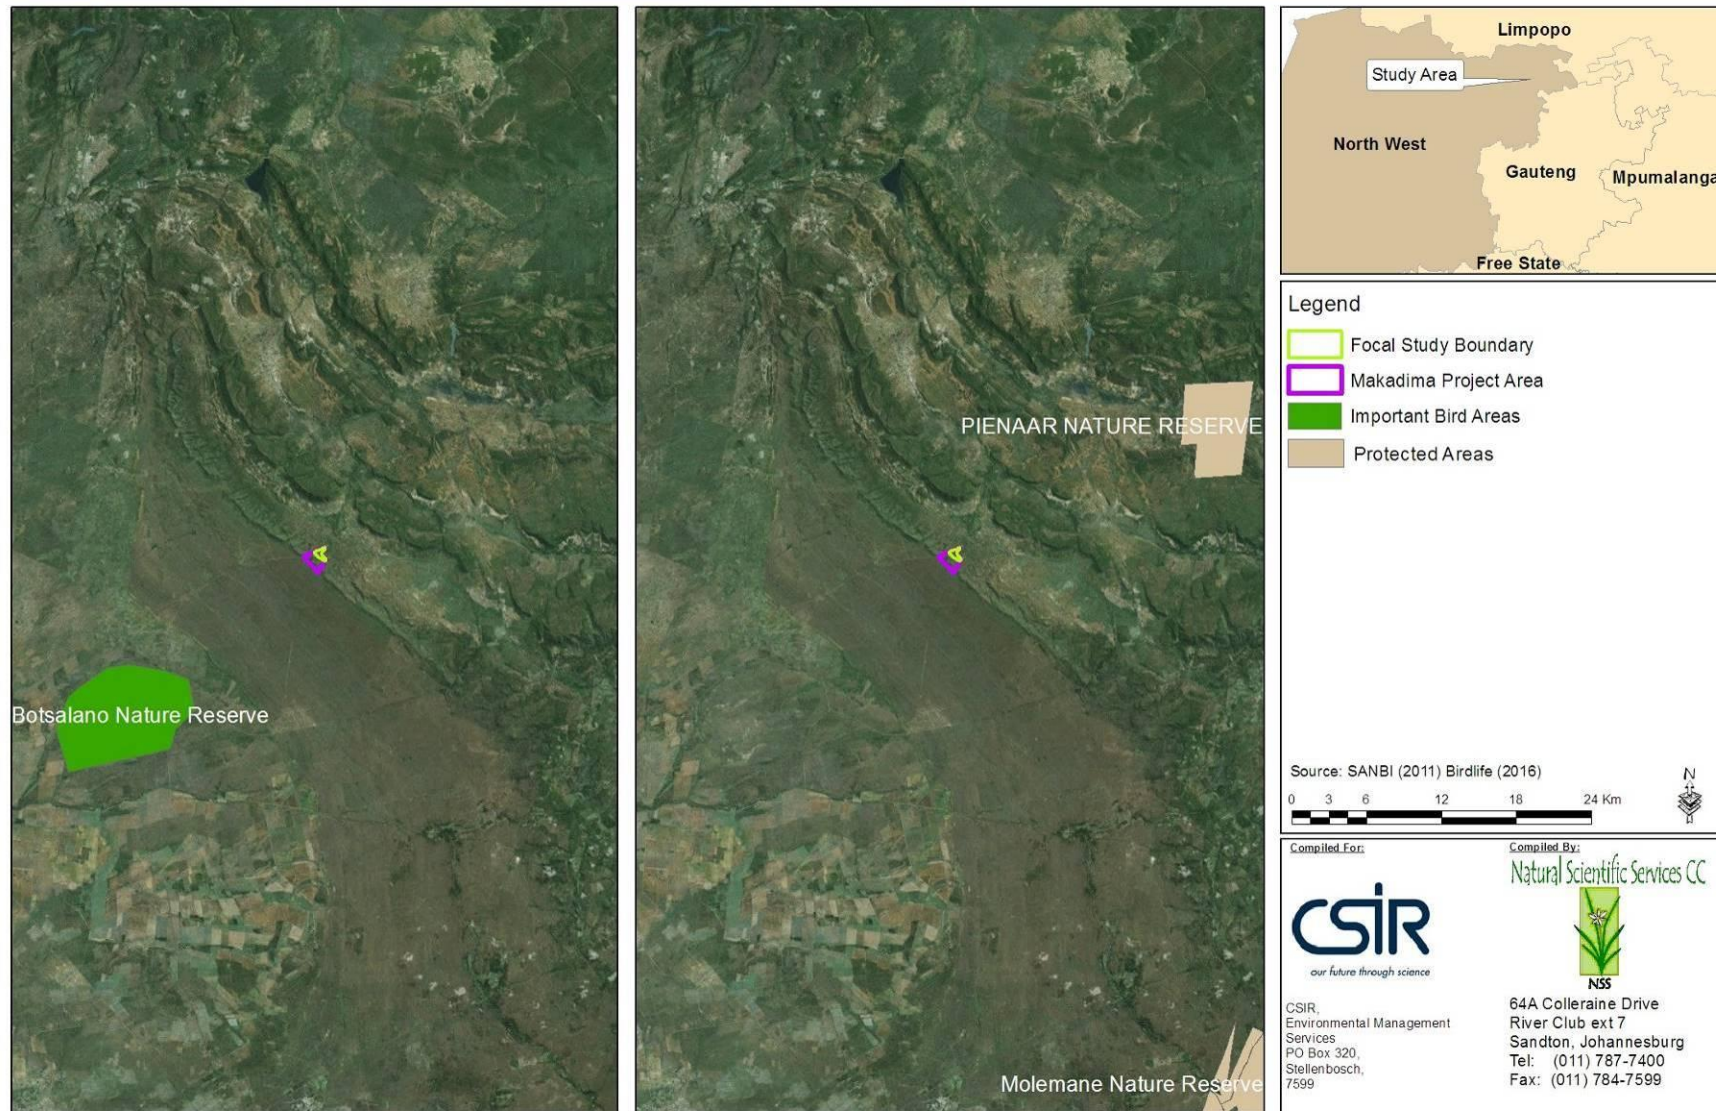 Botsalano Nature Reserve
PIENAAR NATURE RESERVE
Molemane Nature Reserve
Limpopo
Study Area
North West
Gauteng
Mpumalanga
Free State
Legend
Focal Study Boundary
Makadima Project Area
Important Bird Areas
Protected Areas
Source: SANBI (2011) Birdlife (2016)
0 3 6 12 18 24 Km
N
Compiled For:
CSIR
our future through science
CSIR,
Environmental Management
Services
PO Box 320,
Stellenbosch,
7599
Compiled By:
Natural Scientific Services CC
NSS
64A Colleraine Drive
River Club ext 7
Sandton, Johannesburg
Tel: (011) 787-7400
Fax: (011) 784-7599